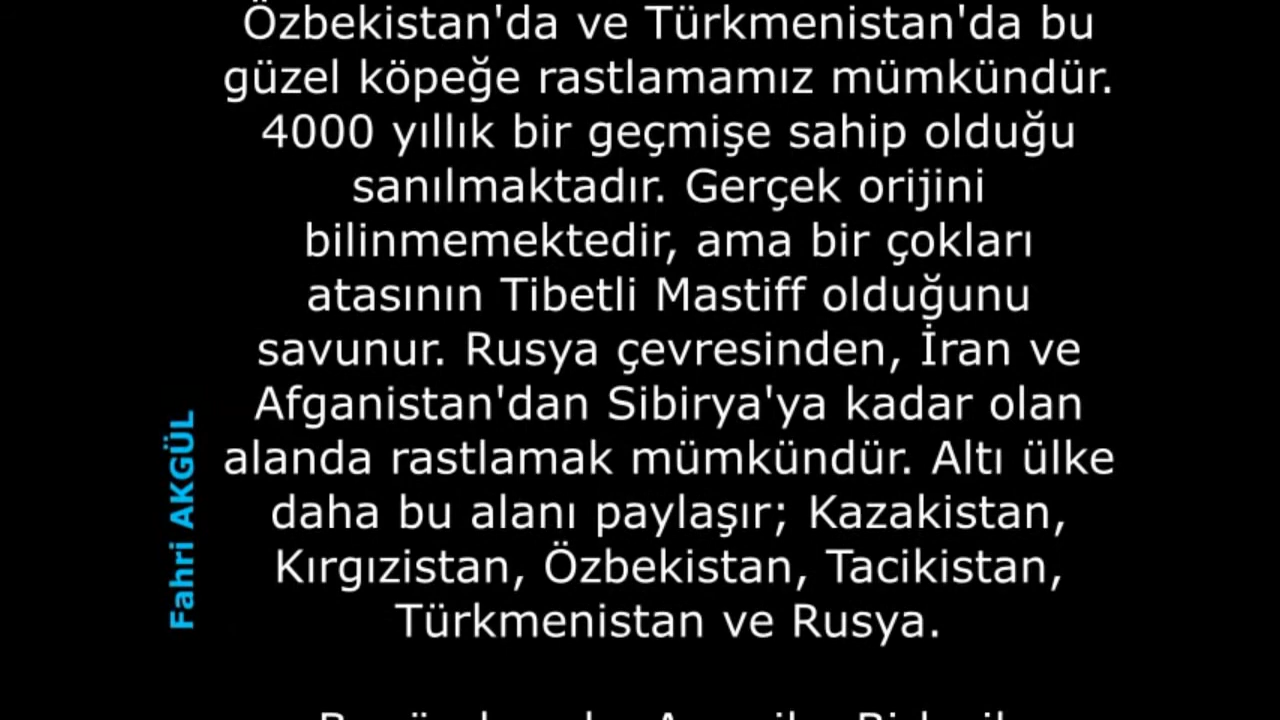 Özbekistan'da ve Türkmenistan'da bu
güzel köpeğe rastlamamız mümkündür.
4000 yıllık bir geçmişe sahip olduğu
sanılmaktadır. Gerçek orijini
bilinmemektedir, ama bir çokları
atasının Tibetli Mastiff olduğunu
savunur. Rusya çevresinden, İran ve
Afganistan'dan Sibirya'ya kadar olan
alanda rastlamak mümkündür. Altı ülke
daha bu alanı paylaşır; Kazakistan,
Kırgızistan, Özbekistan, Tacikistan,
Türkmenistan ve Rusya.
Fahri AKGÜL